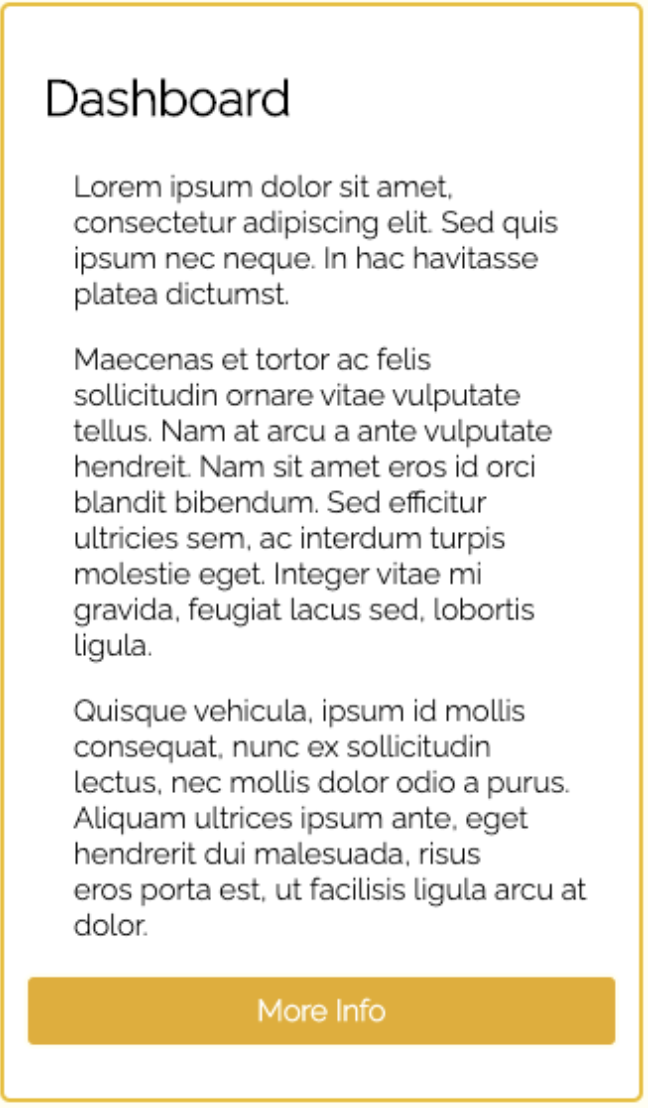 Dashboard
Lorem ipsum dolor sit amet,
consectetur adipiscing elit. Sed quis
ipsum nec neque. In hac havitasse
platea dictumst.
Maecenas et tortor ac felis
sollicitudin ornare vitae vulputate
tellus. Nam at arcu a ante vulputate
hendreit. Nam sit amet eros id orci
blandit bibendum. Sed efficitur
ultricies sem, ac interdum turpis
molestie eget. Integer vitae mi
gravida, feugiat lacus sed, lobortis
ligula.
Quisque vehicula, ipsum id mollis
consequat, nunc ex sollicitudin
lectus, nec mollis dolor odio a purus.
Aliquam ultrices ipsum ante, eget
hendrerit dui malesuada, risus
eros porta est, ut facilisis ligula arcu at
dolor.
More Info